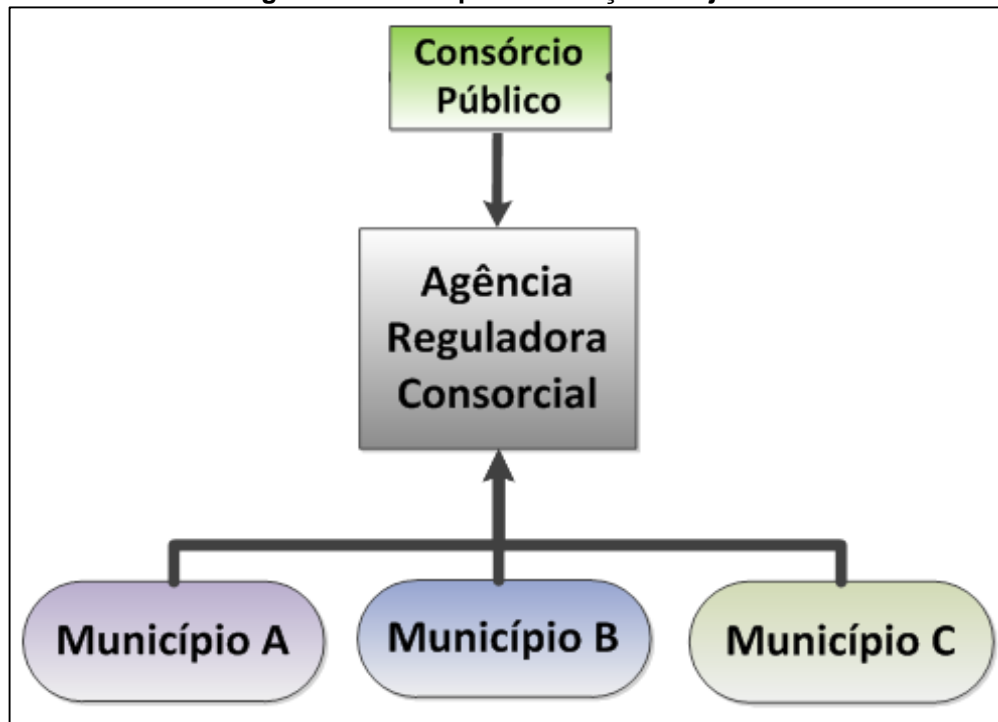 Consórcio
Público
Agência
Reguladora
Consorcial
Município A
Município B
Município C